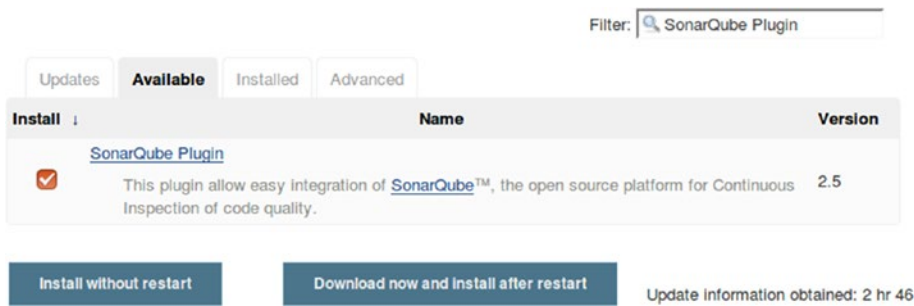 Filter: SonarQube Plugin
Updates Available Installed Advanced
Install ↓ Name Version
SonarQube Plugin
This plugin allow easy integration of SonarQube™, the open source platform for Continuous 2.5
Inspection of code quality.
Install without restart Download now and install after restart Update information obtained: 2 hr 46